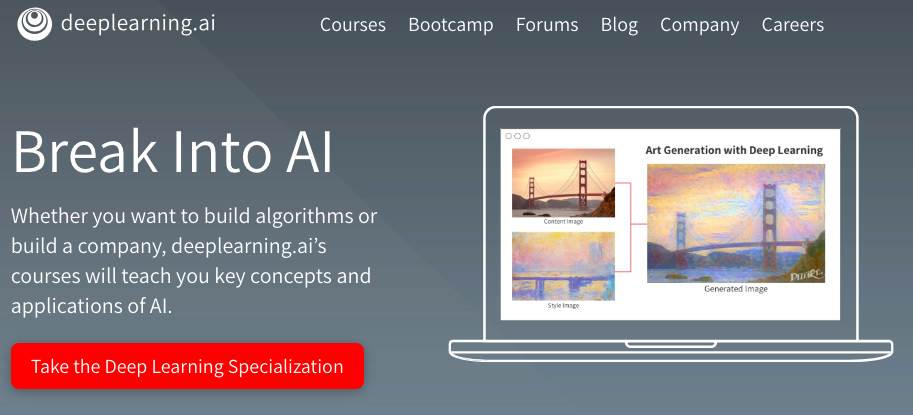 deeplearning.ai
Courses Bootcamp Forums Blog Company Careers
Break Into AI
Whether you want to build algorithms or
build a company, deeplearning.ai’s
courses will teach you key concepts and
applications of AI.
Take the Deep Learning Specialization
Art Generation with Deep Learning
Content Image
Style Image
Generated Image